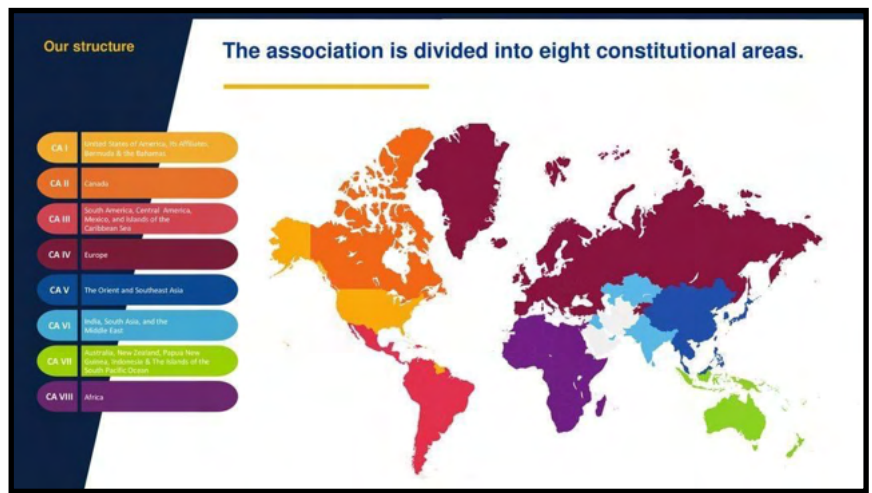 Our structure
The association is divided into eight constitutional areas.
CA I
United States of America, its Affiliates,
Bermuda & the Bahamas
CA II
Canada
CA III
South America, Central America,
Mexico, and Islands of the
Caribbean Sea
CA IV
Europe
CA V
The Orient and Southeast Asia
CA VI
India, South Asia, and the
Middle East
CA VII
Australia, New Zealand, Papua New
Guinea, Indonesia & The Islands of the
South Pacific Ocean
CA VIII
Africa